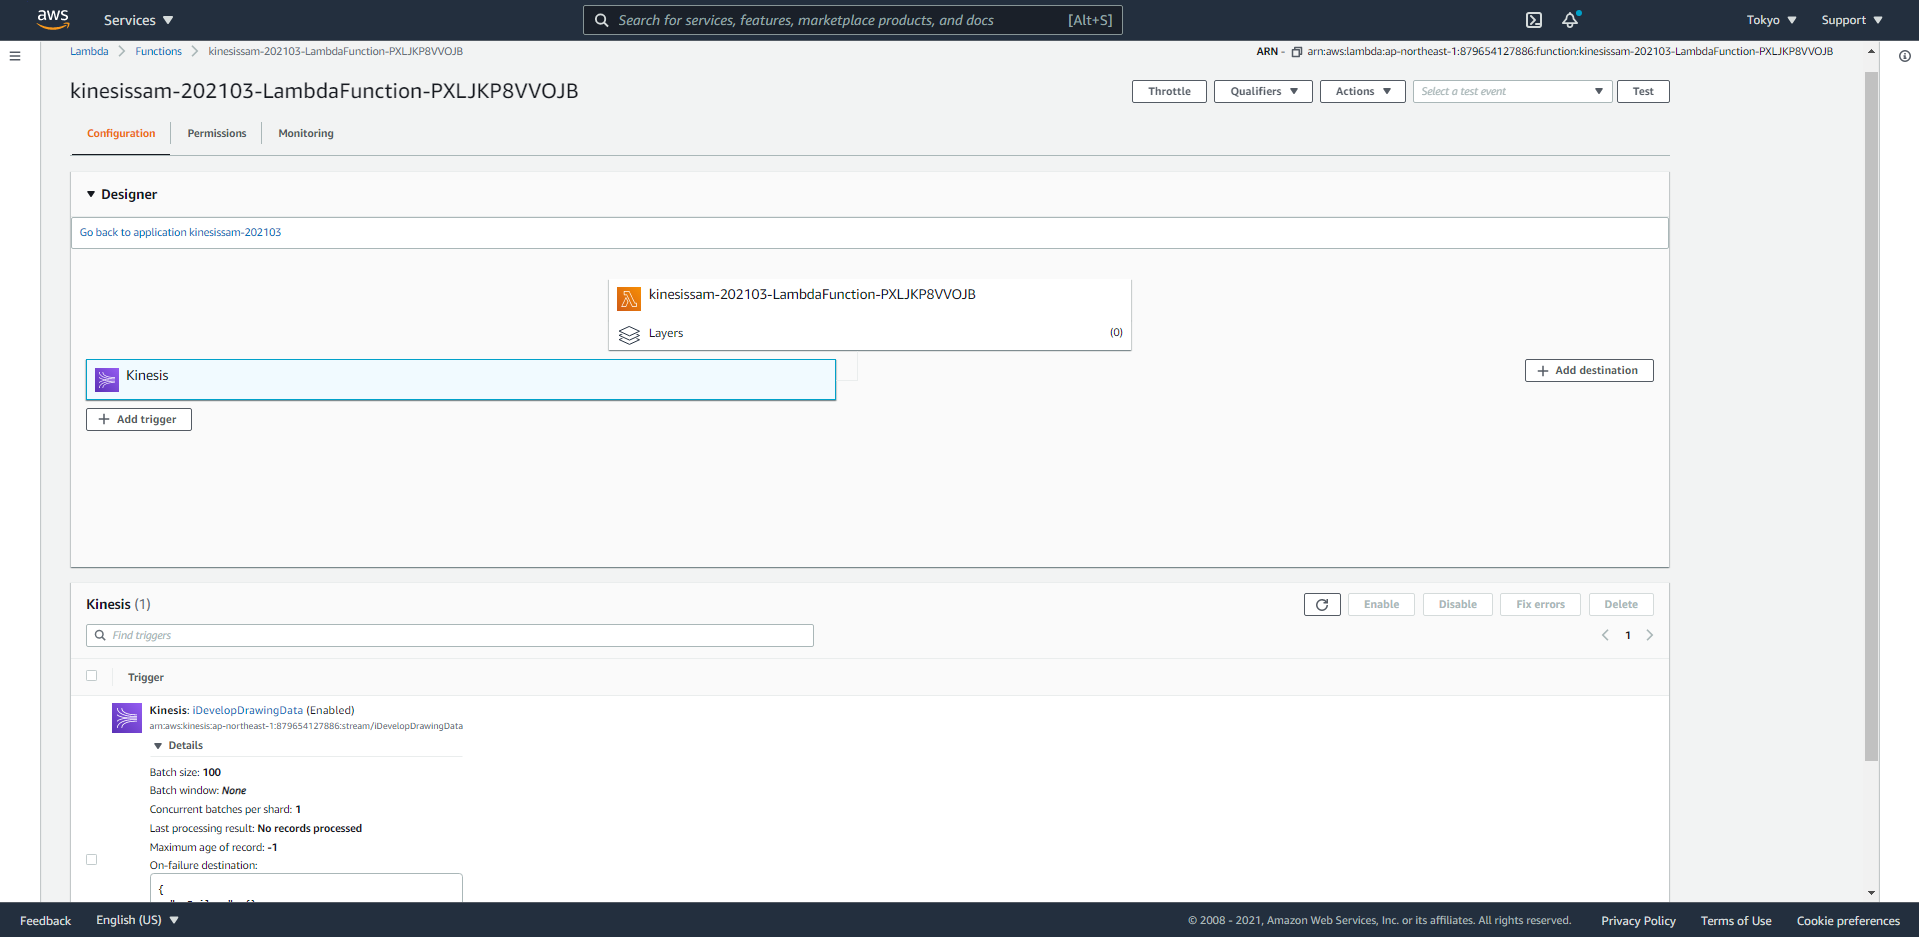 aws Services Search for services, features, marketplace products, and docs [Alt+S] Tokyo Support
Lambda Functions kinesissam-202103-LambdaFunction-PXLJKP8VVOJB ARN - arn:aws:lambda:ap-northeast-1:879654127886:function:kinesissam-202103-LambdaFunction-PXLJKP8VVOJB
kinesissam-202103-LambdaFunction-PXLJKP8VVOJB Throttle Qualifiers Actions Select a test event Test
Configuration Permissions Monitoring
Designer
Go back to application kinesissam-202103
kinesissam-202103-LambdaFunction-PXLJKP8VVOJB
Layers (0)
Kinesis + Add destination
+ Add trigger
Kinesis (1) Enable Disable Fix errors Delete
Find triggers 1
Trigger
Kinesis: iDevelopDrawingData (Enabled)
arn:aws:kinesis:ap-northeast-1:879654127886:stream/iDevelopDrawingData
Details
Batch size: 100
Batch window: None
Concurrent batches per shard: 1
Last processing result: No records processed
Maximum age of record: -1
On-failure destination:
{
Feedback English (US) © 2008 - 2021, Amazon Web Services, Inc. or its affiliates. All rights reserved. Privacy Policy Terms of Use Cookie preferences